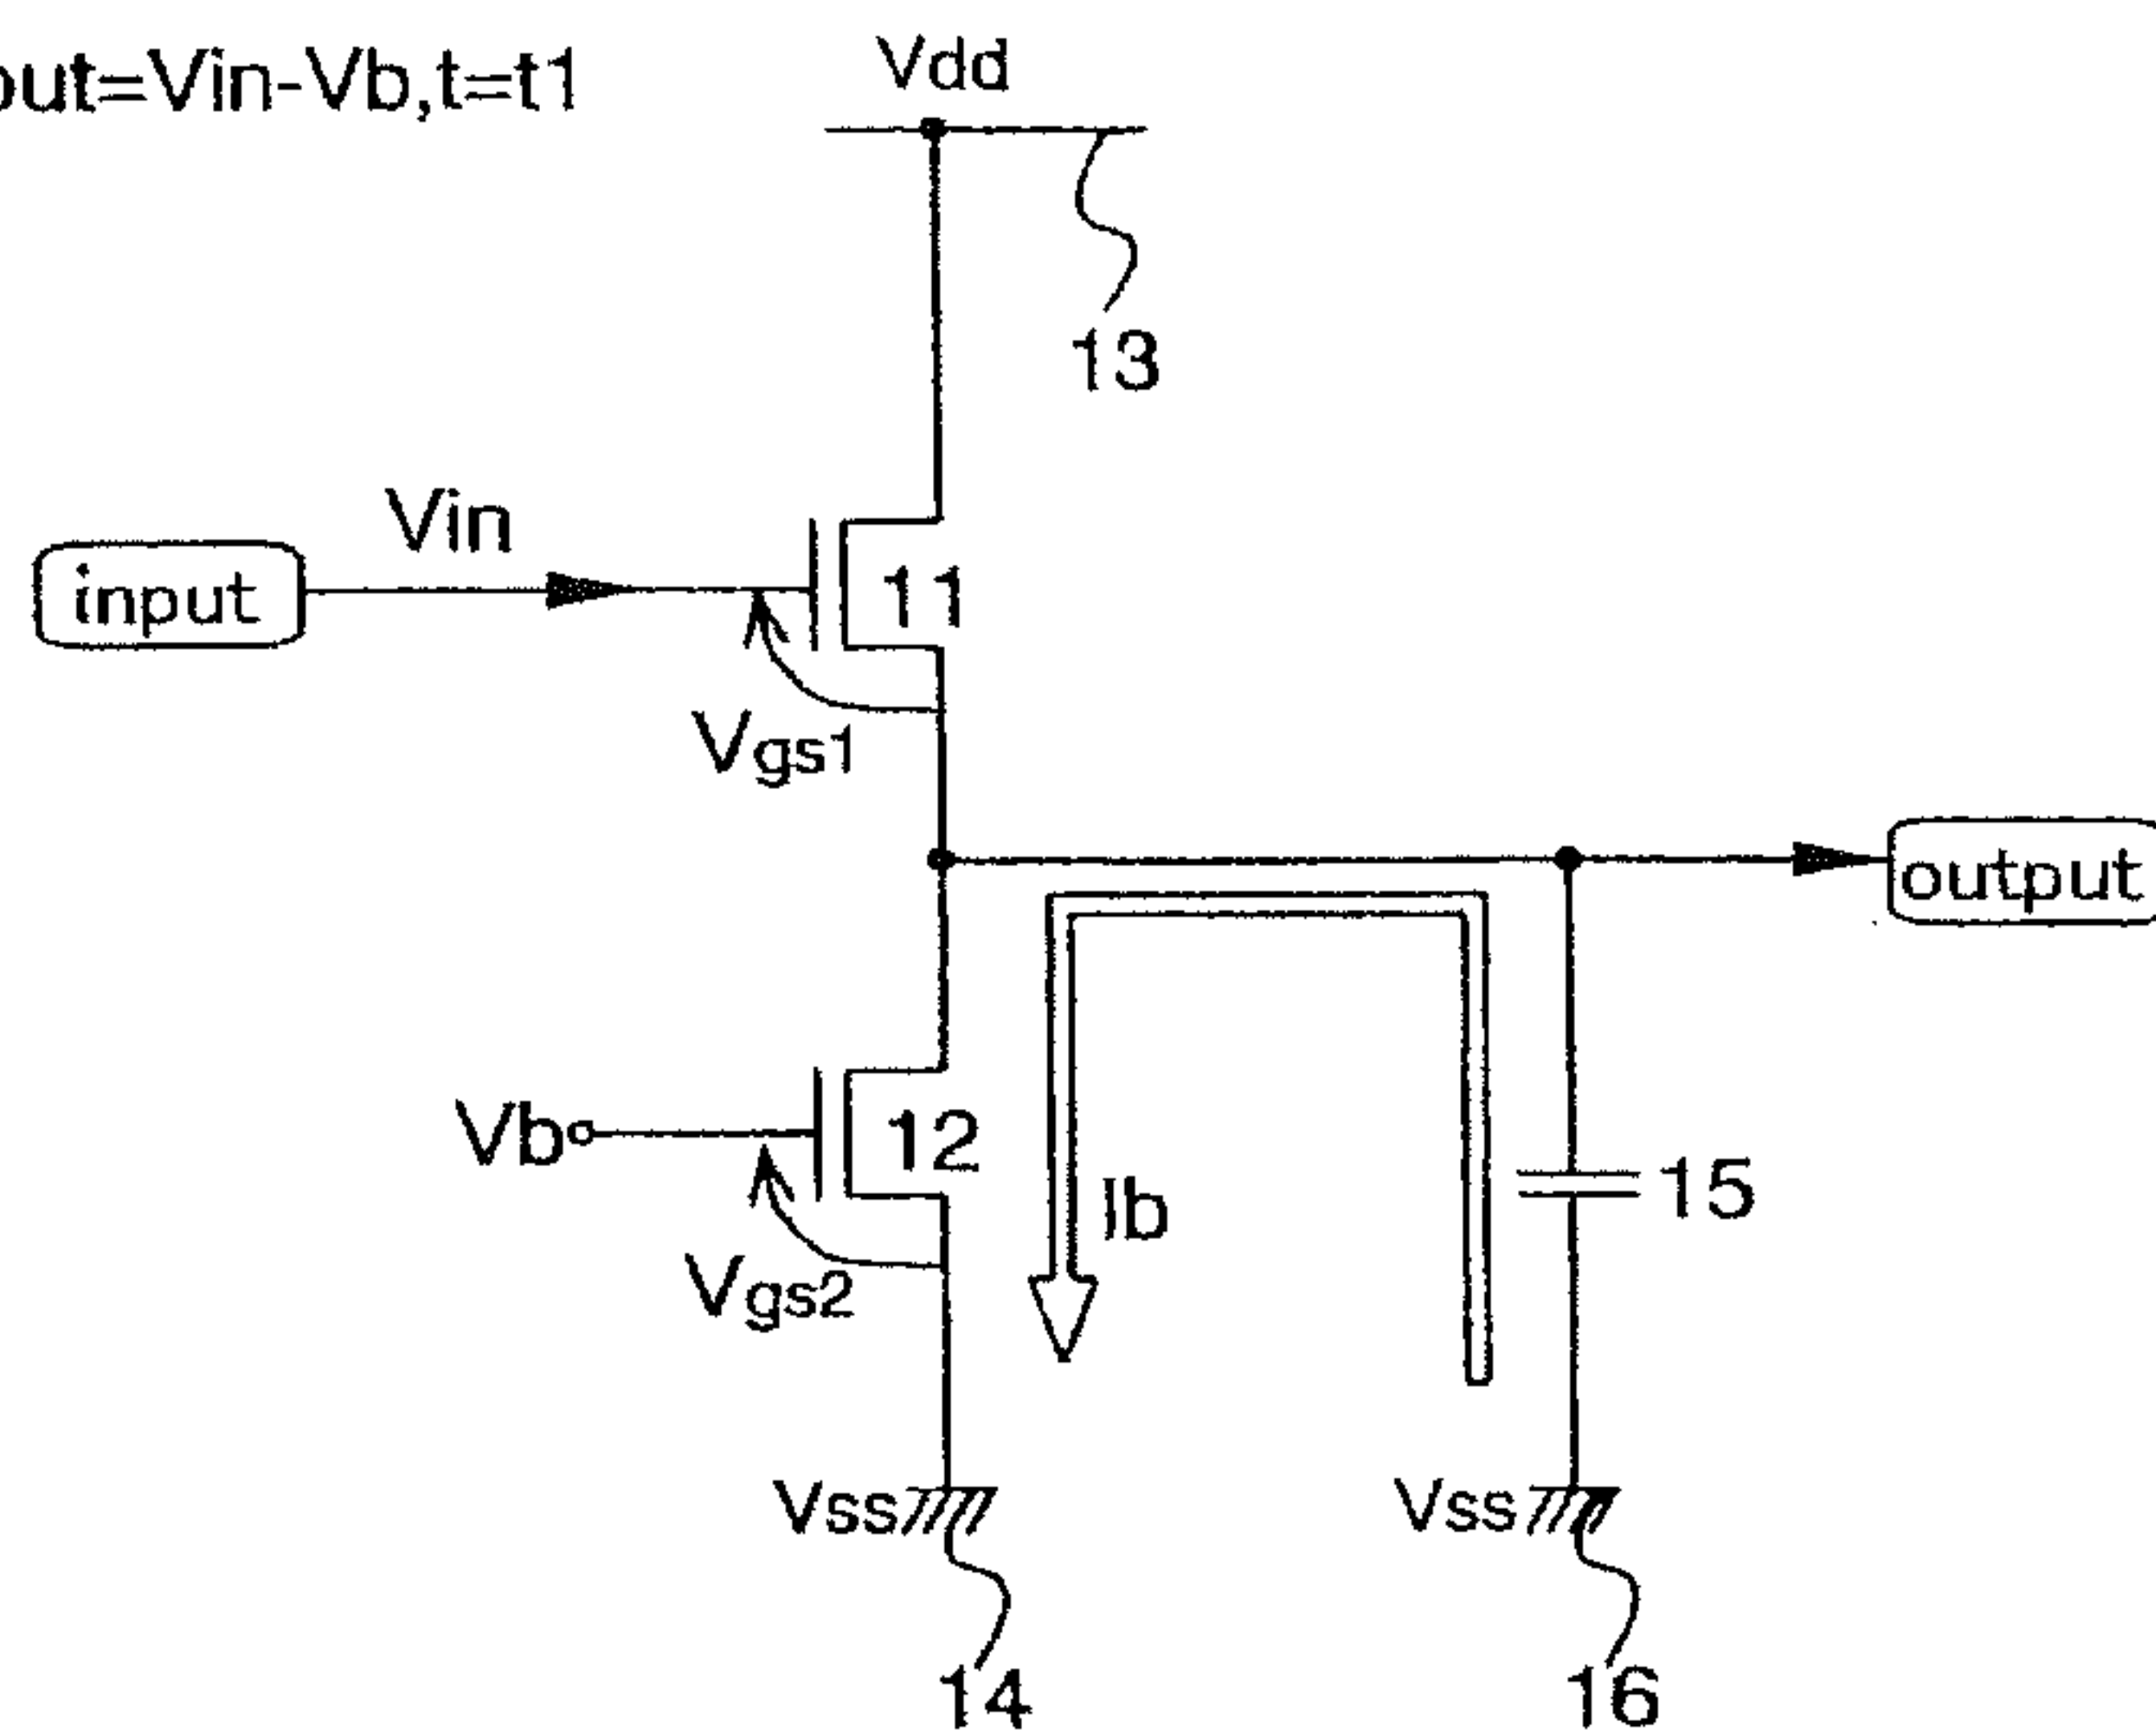 out=Vin-Vb,t=t1
Vdd
13
Vin
input
11
Vgs1
output
Vb
12
15
Ib
Vgs2
Vss
Vss
14
16